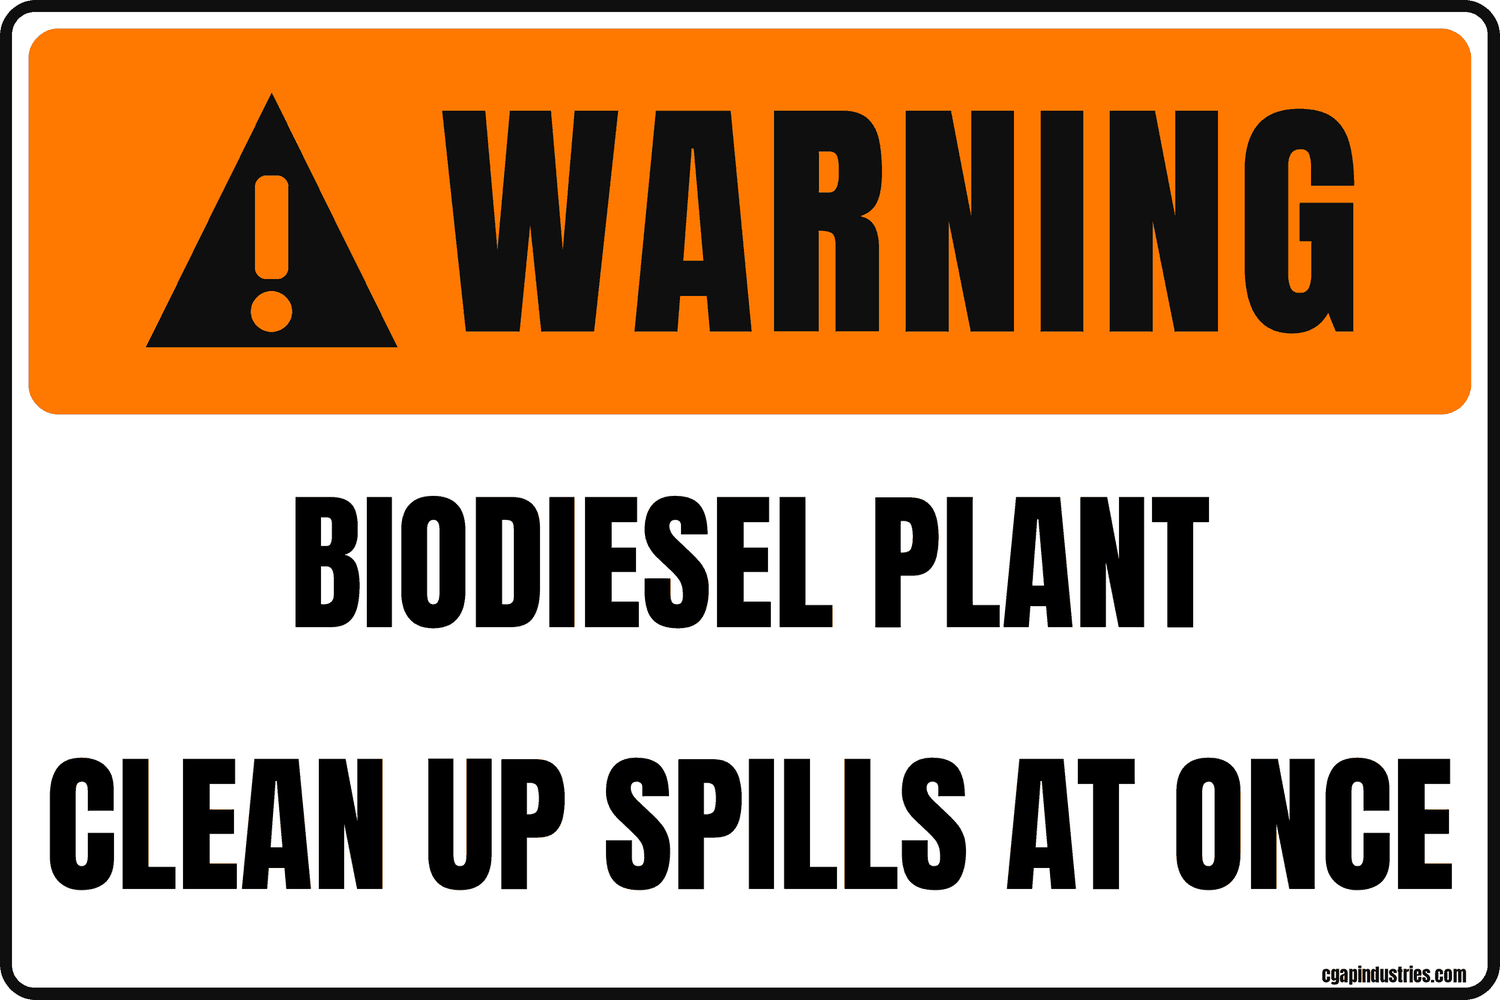 WARNING
BIODIESEL PLANT
CLEAN UP SPILLS AT ONCE
cgapindustries.com